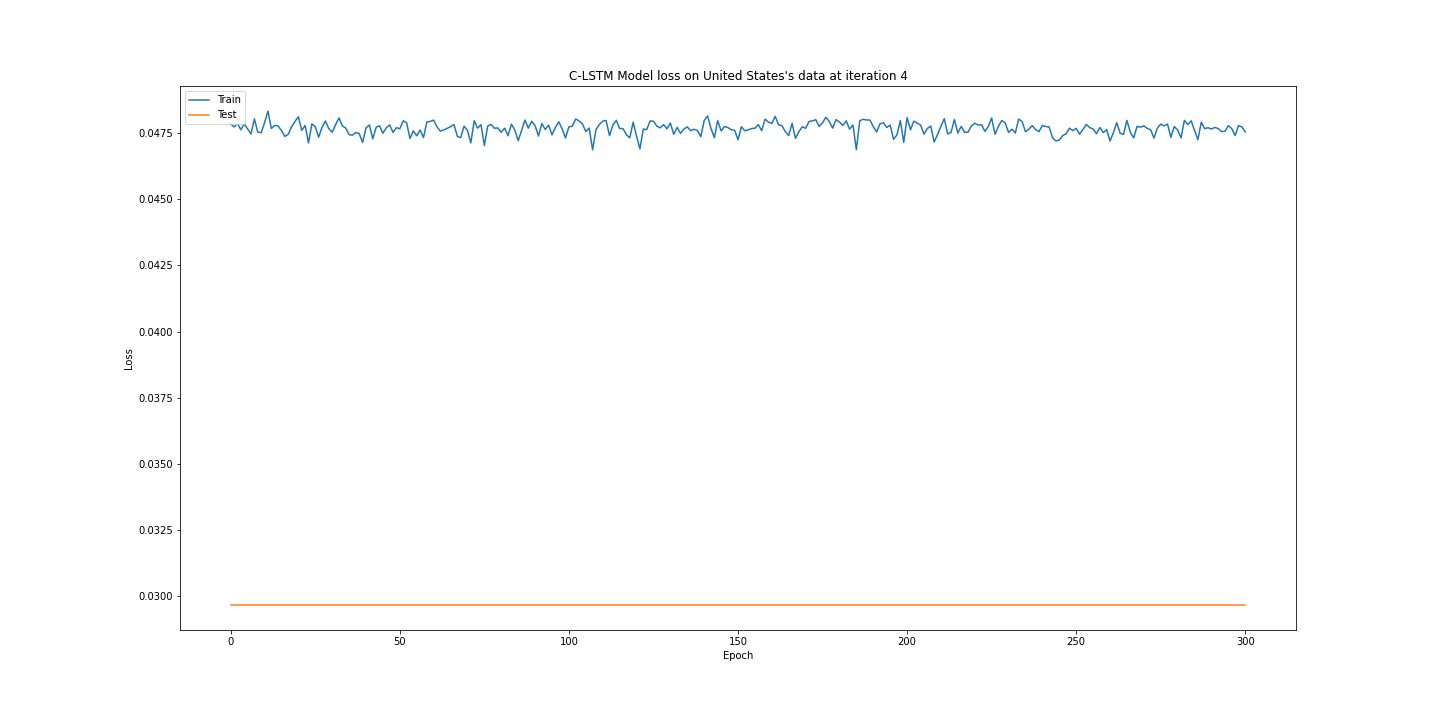 C-LSTM Model loss on United States's data at iteration 4
Train
Test
0.0475
0.0450
0.0425
0.0400
0.0375
0.0350
0.0325
0.0300
Loss
0 50 100 150 200 250 300
Epoch